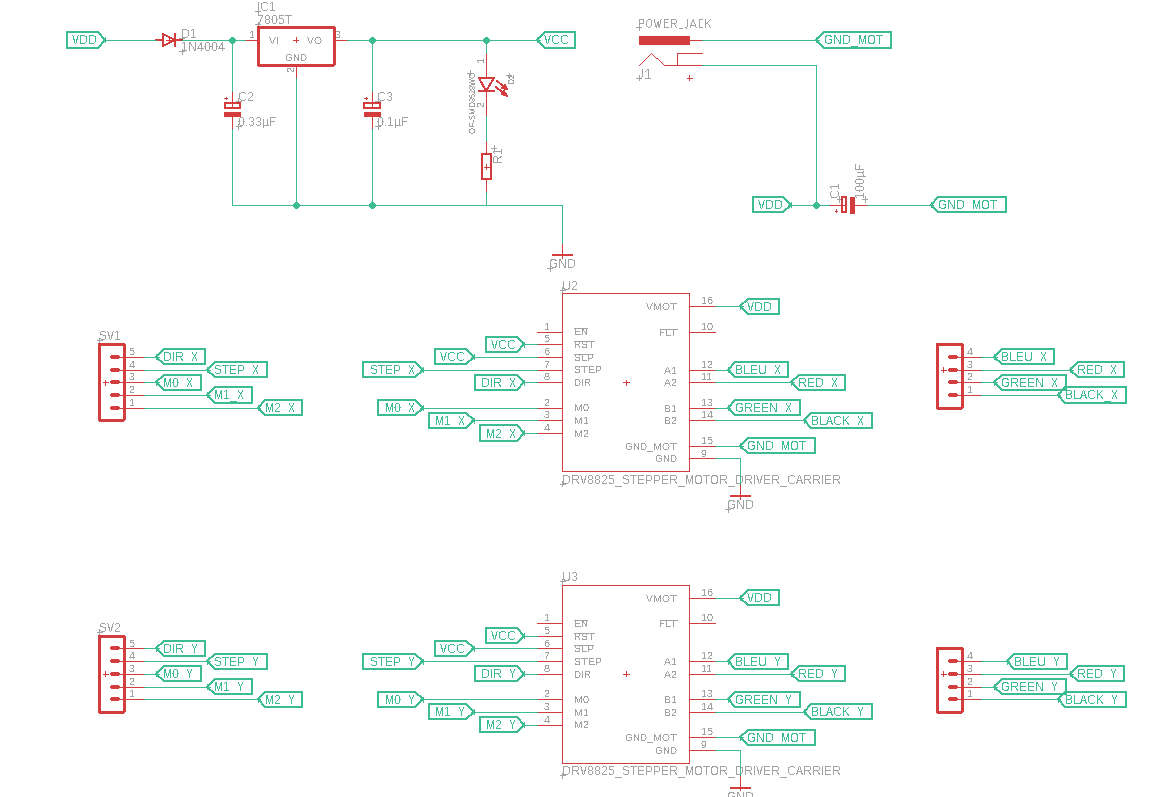 IC1
7805T
VDD
D1
1N4004
1
VI
VO
3
GND
2
VCC
C2
0.33µF
C3
0.1µF
1
2
D2
R1
GND
POWER_JACK
J1
GND_MOT
VDD
C1
100µF
GND_MOT
U2
VMOT 16 VDD
1 EN FLT 10
VCC 5 RST
VCC 6 SLP
STEP_X 7 STEP A1 12 BLEU_X
DIR_X 8 DIR A2 11 RED_X
M0_X 2 M0 B1 13 GREEN_X
M1_X 3 M1 B2 14 BLACK_X
M2_X 4 M2
GND_MOT 15 GND_MOT
GND 9
DRV8825_STEPPER_MOTOR_DRIVER_CARRIER
GND
SV1
5 DIR_X
4 STEP_X
3 M0_X
2 M1_X
1 M2_X
4 BLEU_X
3 RED_X
2 GREEN_X
1 BLACK_X
U3
VMOT 16 VDD
1 EN FLT 10
VCC 5 RST
VCC 6 SLP
STEP_Y 7 STEP A1 12 BLEU_Y
DIR_Y 8 DIR A2 11 RED_Y
M0_Y 2 M0 B1 13 GREEN_Y
M1_Y 3 M1 B2 14 BLACK_Y
M2_Y 4 M2
GND_MOT 15 GND_MOT
GND 9
DRV8825_STEPPER_MOTOR_DRIVER_CARRIER
GND
SV2
5 DIR_Y
4 STEP_Y
3 M0_Y
2 M1_Y
1 M2_Y
4 BLEU_Y
3 RED_Y
2 GREEN_Y
1 BLACK_Y